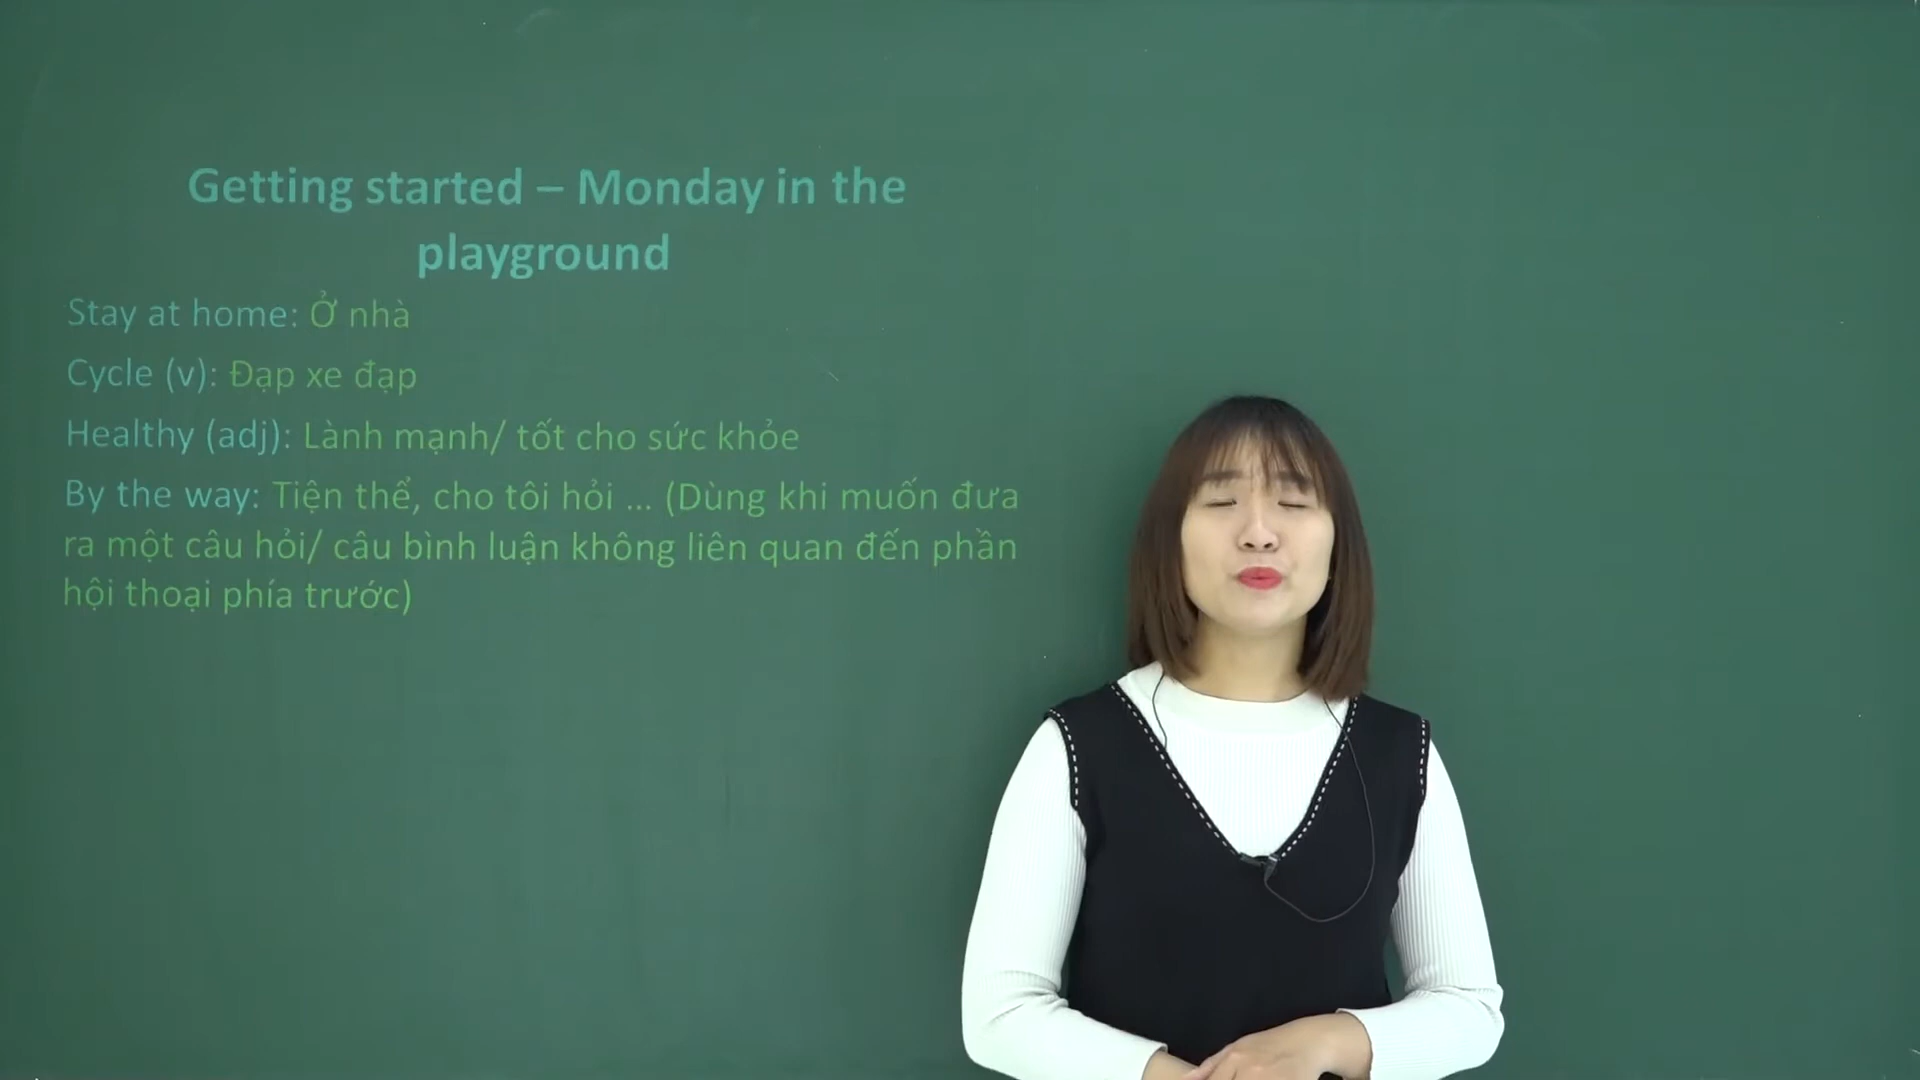 Getting started – Monday in the
playground
Stay at home: Ở nhà
Cycle (v): Đạp xe đạp
Healthy (adj): Lành mạnh/ tốt cho sức khỏe
By the way: Tiện thể, cho tôi hỏi ... (Dùng khi muốn đưa
ra một câu hỏi/ câu bình luận không liên quan đến phần
hội thoại phía trước)